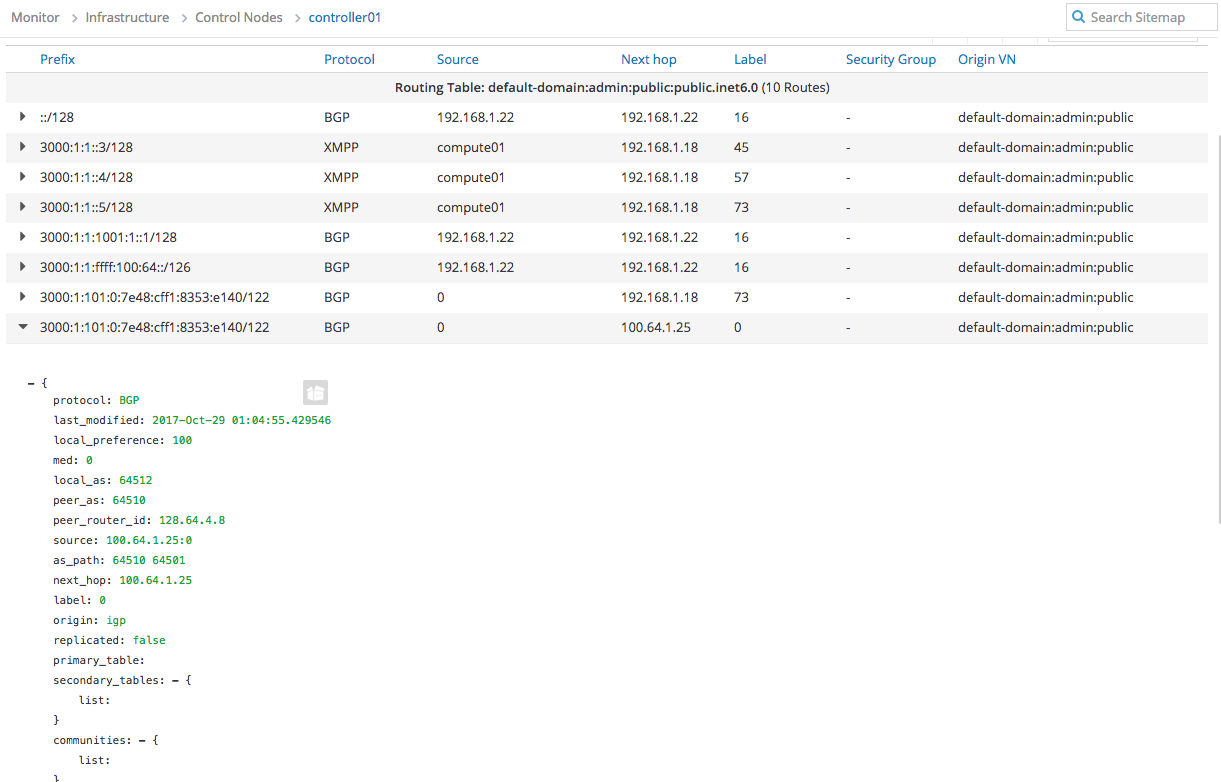 Monitor > Infrastructure > Control Nodes > controller01 Search Sitemap
Prefix Protocol Source Next hop Label Security Group Origin VN
Routing Table: default-domain:admin:public:public.inet6.0 (10 Routes)
::/128 BGP 192.168.1.22 192.168.1.22 16 - default-domain:admin:public
3000:1:1::3/128 XMPP compute01 192.168.1.18 45 - default-domain:admin:public
3000:1:1::4/128 XMPP compute01 192.168.1.18 57 - default-domain:admin:public
3000:1:1::5/128 XMPP compute01 192.168.1.18 73 - default-domain:admin:public
3000:1:1:1001:1::1/128 BGP 192.168.1.22 192.168.1.22 16 - default-domain:admin:public
3000:1:1:ffff:100:64::/126 BGP 192.168.1.22 192.168.1.22 16 - default-domain:admin:public
3000:1:101:0:7e48:cff1:8353:e140/122 BGP 0 192.168.1.18 73 - default-domain:admin:public
3000:1:101:0:7e48:cff1:8353:e140/122 BGP 0 100.64.1.25 0 - default-domain:admin:public
– {
protocol: BGP
last_modified: 2017-Oct-29 01:04:55.429546
local_preference: 100
med: 0
local_as: 64512
peer_as: 64510
peer_router_id: 128.64.4.8
source: 100.64.1.25:0
as_path: 64510 64501
next_hop: 100.64.1.25
label: 0
origin: igp
replicated: false
primary_table:
secondary_tables: – {
list:
}
communities: – {
list:
}